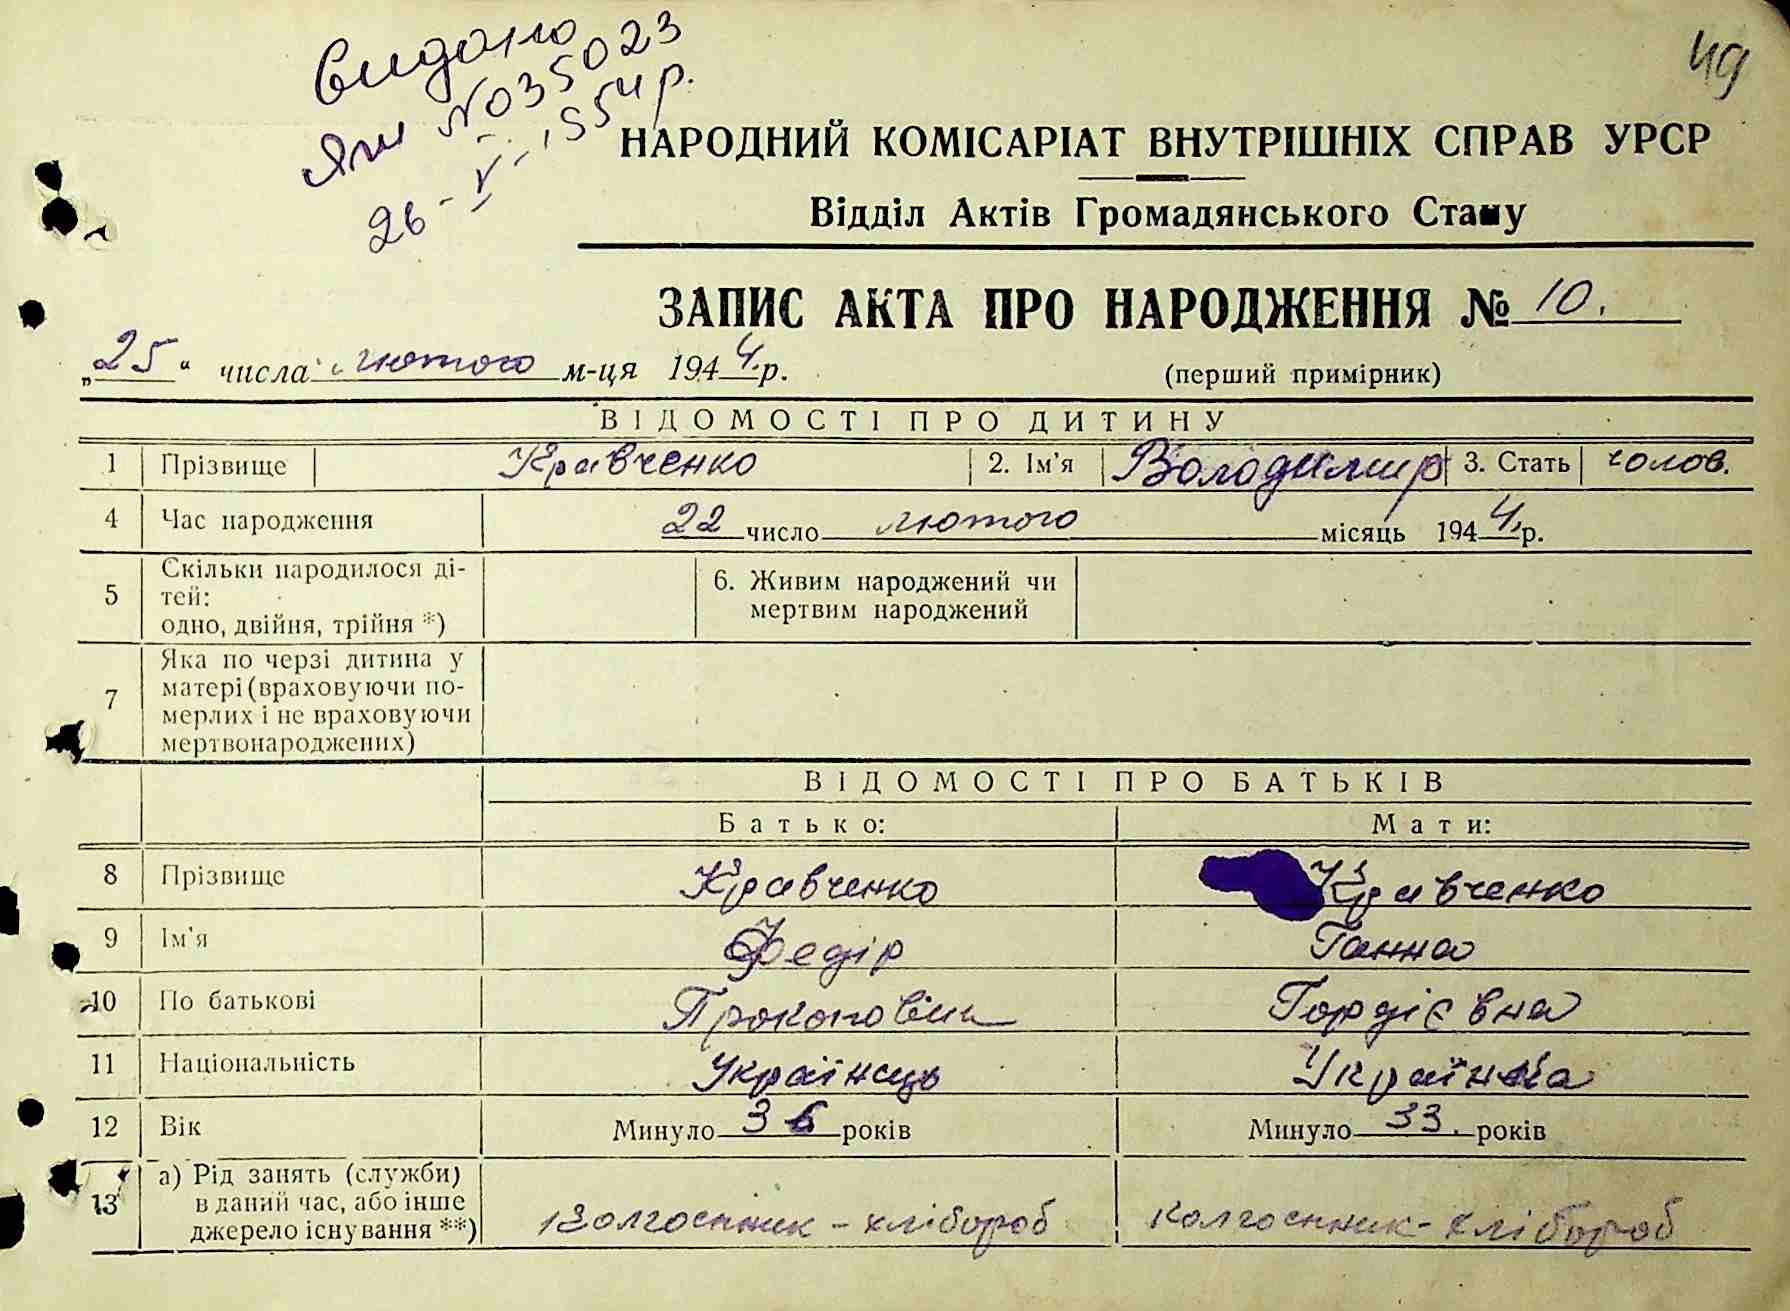 49
Видано
Ям №035023
26-V-1954 р.
НАРОДНИЙ КОМІСАРІАТ ВНУТРІШНІХ СПРАВ УРСР
Відділ Актів Громадянського Стану
ЗАПИС АКТА ПРО НАРОДЖЕННЯ № 10.
„25“ числа лютого м-ця 1944 р.
(перший примірник)
ВІДОМОСТІ ПРО ДИТИНУ
1 Прізвище Кравченко 2. Ім'я Володимир 3. Стать чолов.
4 Час народження 22 число лютого місяць 1944 р.
5 Скільки народилося ді-
тей:
одно, двійня, трійня *)
6. Живим народжений чи
мертвим народжений
7 Яка по черзі дитина у
матері (враховуючи по-
мерлих і не враховуючи
мертвонароджених)
ВІДОМОСТІ ПРО БАТЬКІВ
Батько: Мати:
8 Прізвище Кравченко Кравченко
9 Ім'я Федір Ганна
10 По батькові Прокопович Гордієвна
11 Національність Українець Українка
12 Вік Минуло 36 років Минуло 33. років
13 а) Рід занять (служби)
в даний час, або інше
джерело існування **)
Колгоспник - хлібороб Колгоспник - хлібороб